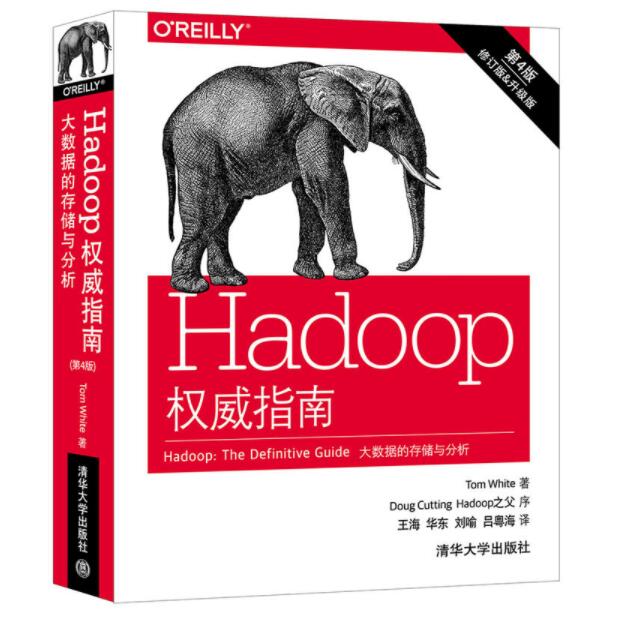 O'REILLY®
第4版
修订版&升级版
Hadoop
权威指南
Hadoop: The Definitive Guide 大数据的存储与分析
Tom White 著
Doug Cutting Hadoop之父 序
王海 华东 刘喻 吕粤海 译
清华大学出版社
O'REILLY®
Hadoop权威指南
(第4版)
大数据的存储与分析
Tom White 著
清华大学出版社